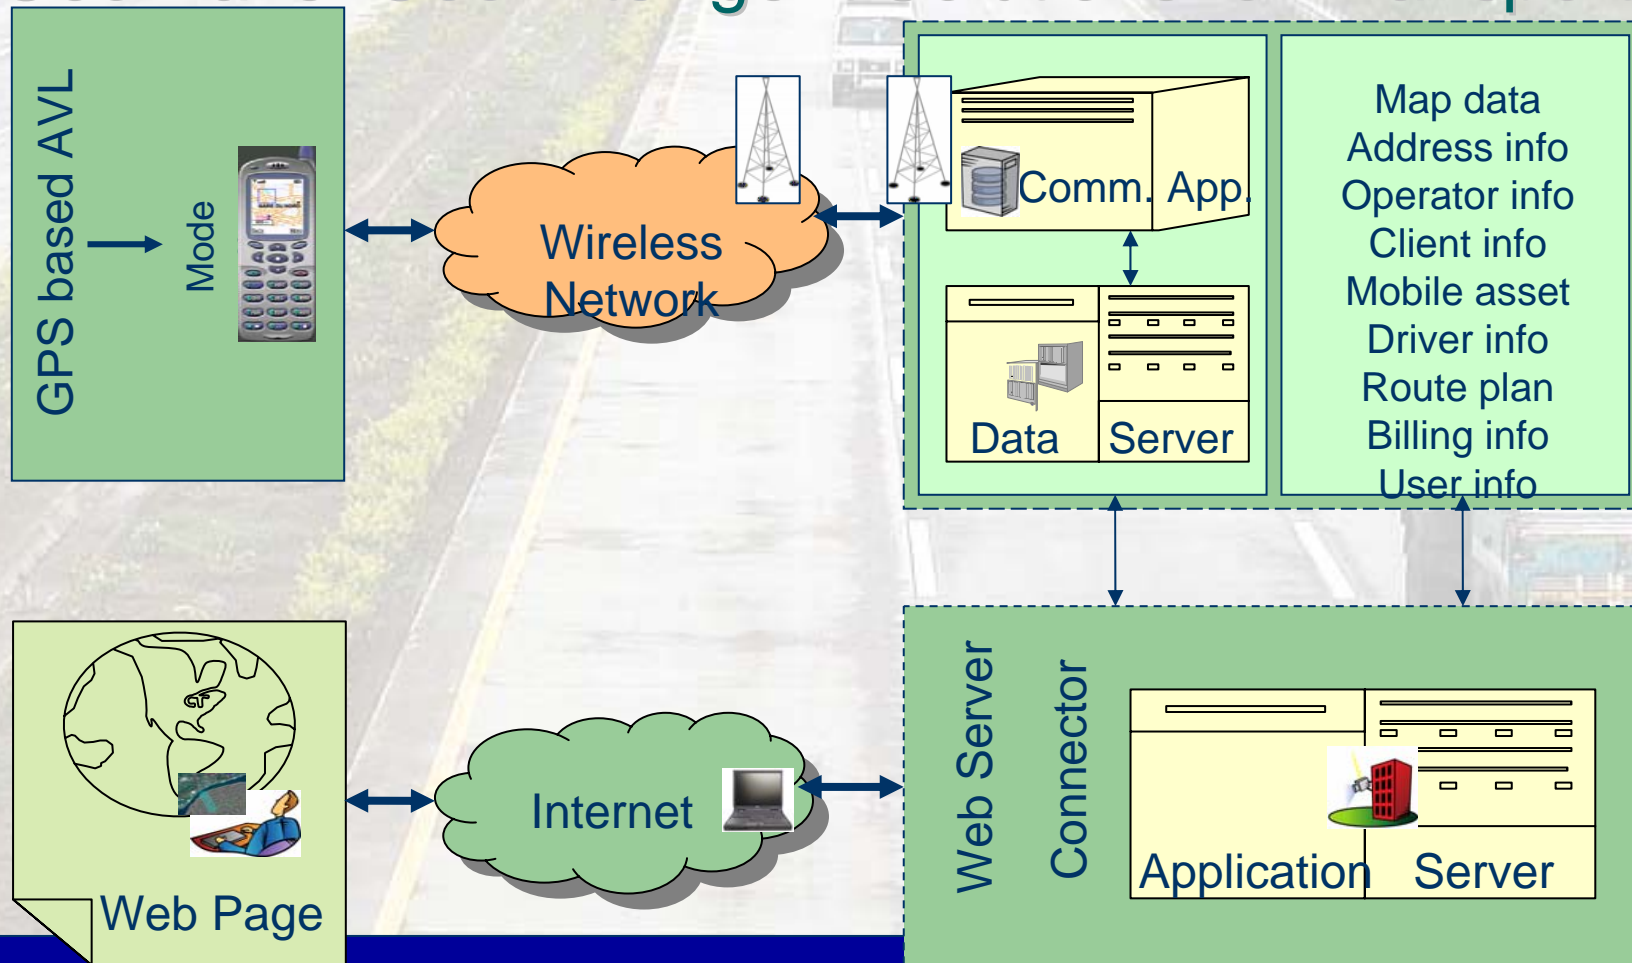 GPS based AVL
Mode
Wireless
Network
Comm. App.
Data Server
Map data
Address info
Operator info
Client info
Mobile asset
Driver info
Route plan
Billing info
User info
Web Page
Internet
Web Server
Connector
Application Server